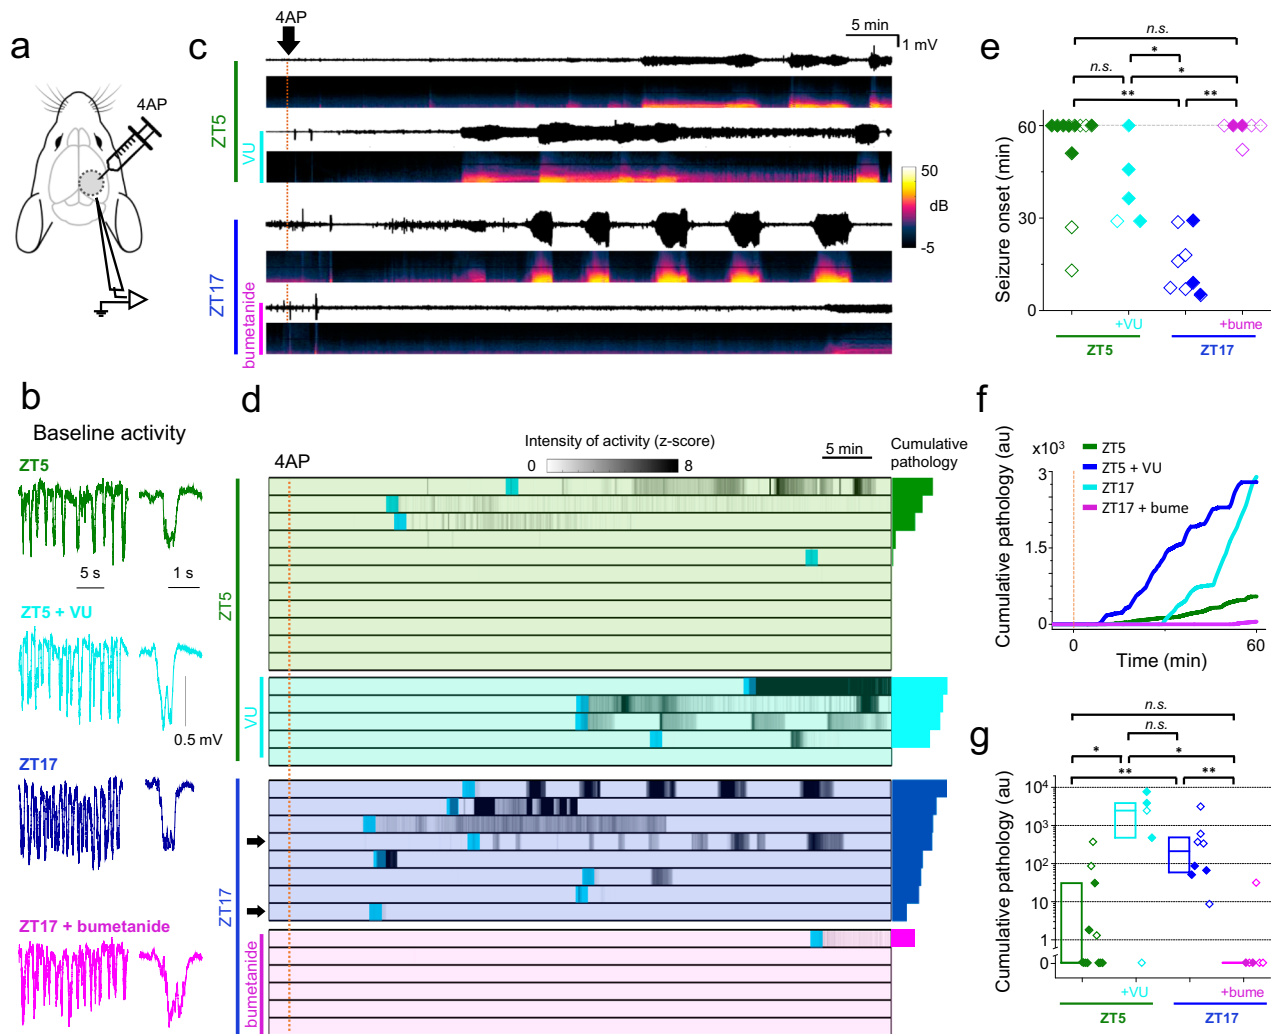 a
4AP
b
Baseline activity
ZT5
5 s
1 s
ZT5 + VU
0.5 mV
ZT17
ZT17 + bumetanide
c
4AP
5 min
1 mV
ZT5
VU
ZT17
bumetanide
50
dB
-5
d
Intensity of activity (z-score)
0
8
5 min
Cumulative
pathology
4AP
ZT5
VU
ZT17
bumetanide
e
n.s.
*
n.s.
*
**
**
Seizure onset (min)
60
30
0
+VU
+bume
ZT5
ZT17
f
x10³
ZT5
ZT5 + VU
ZT17
ZT17 + bume
Cumulative pathology (au)
3
1.5
0
0
60
Time (min)
g
n.s.
n.s.
*
*
**
**
Cumulative pathology (au)
10⁴
10³
10²
10
1
0
+VU
+bume
ZT5
ZT17